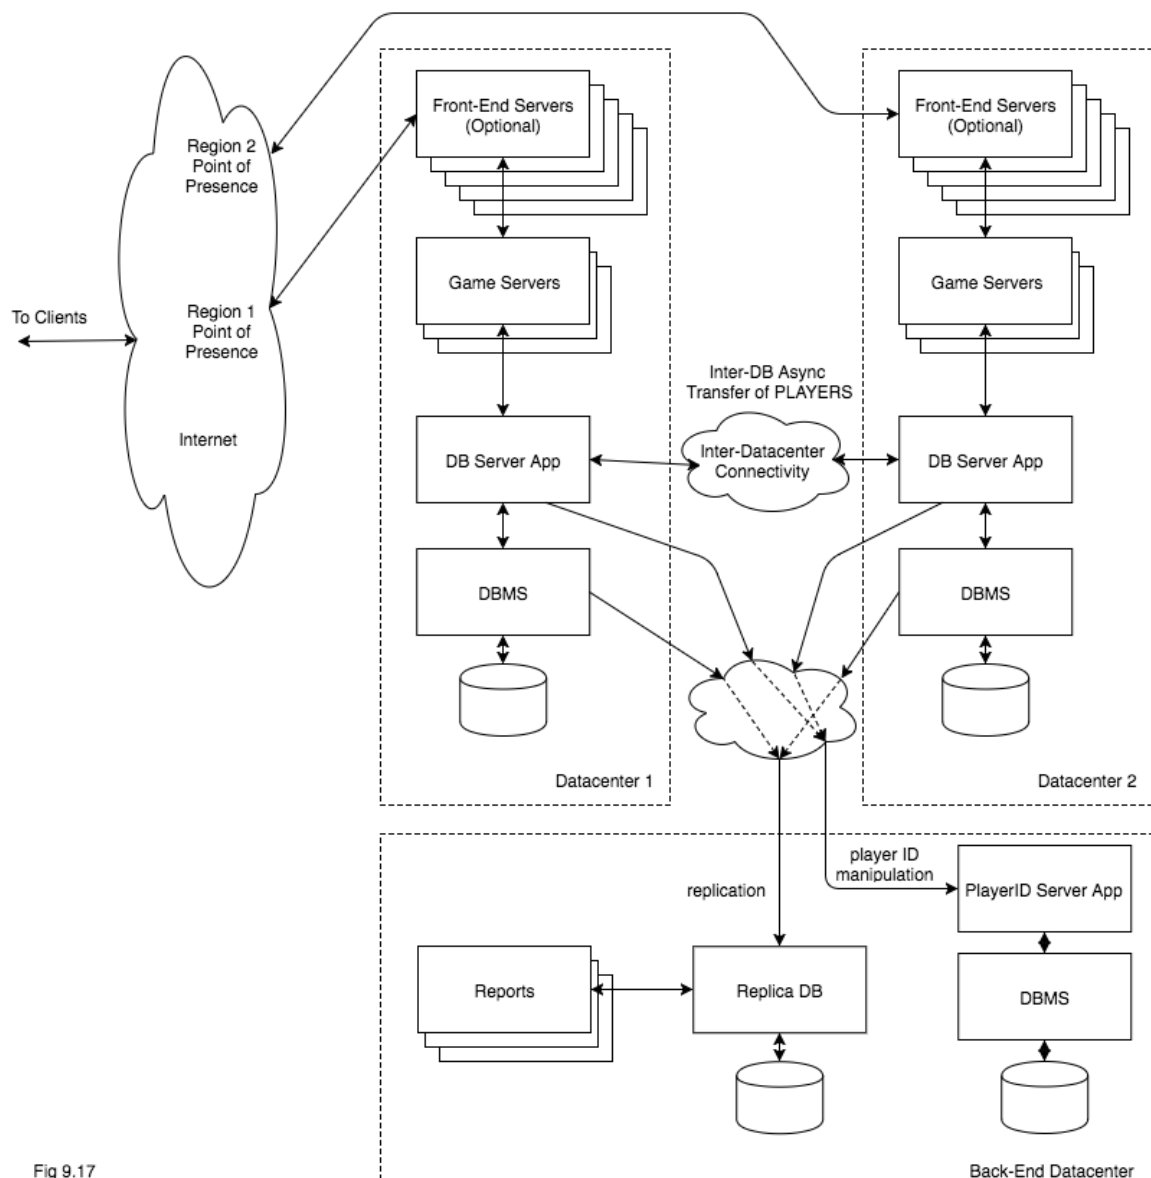 Front-End Servers
(Optional)
Front-End Servers
(Optional)
Region 2
Point of
Presence
Game Servers
Game Servers
To Clients
Region 1
Point of
Presence
Inter-DB Async
Transfer of PLAYERS
Internet
DB Server App
Inter-Datacenter
Connectivity
DB Server App
DBMS
DBMS
Datacenter 1
Datacenter 2
player ID
manipulation
replication
PlayerID Server App
Reports
Replica DB
DBMS
Fig 9.17
Back-End Datacenter